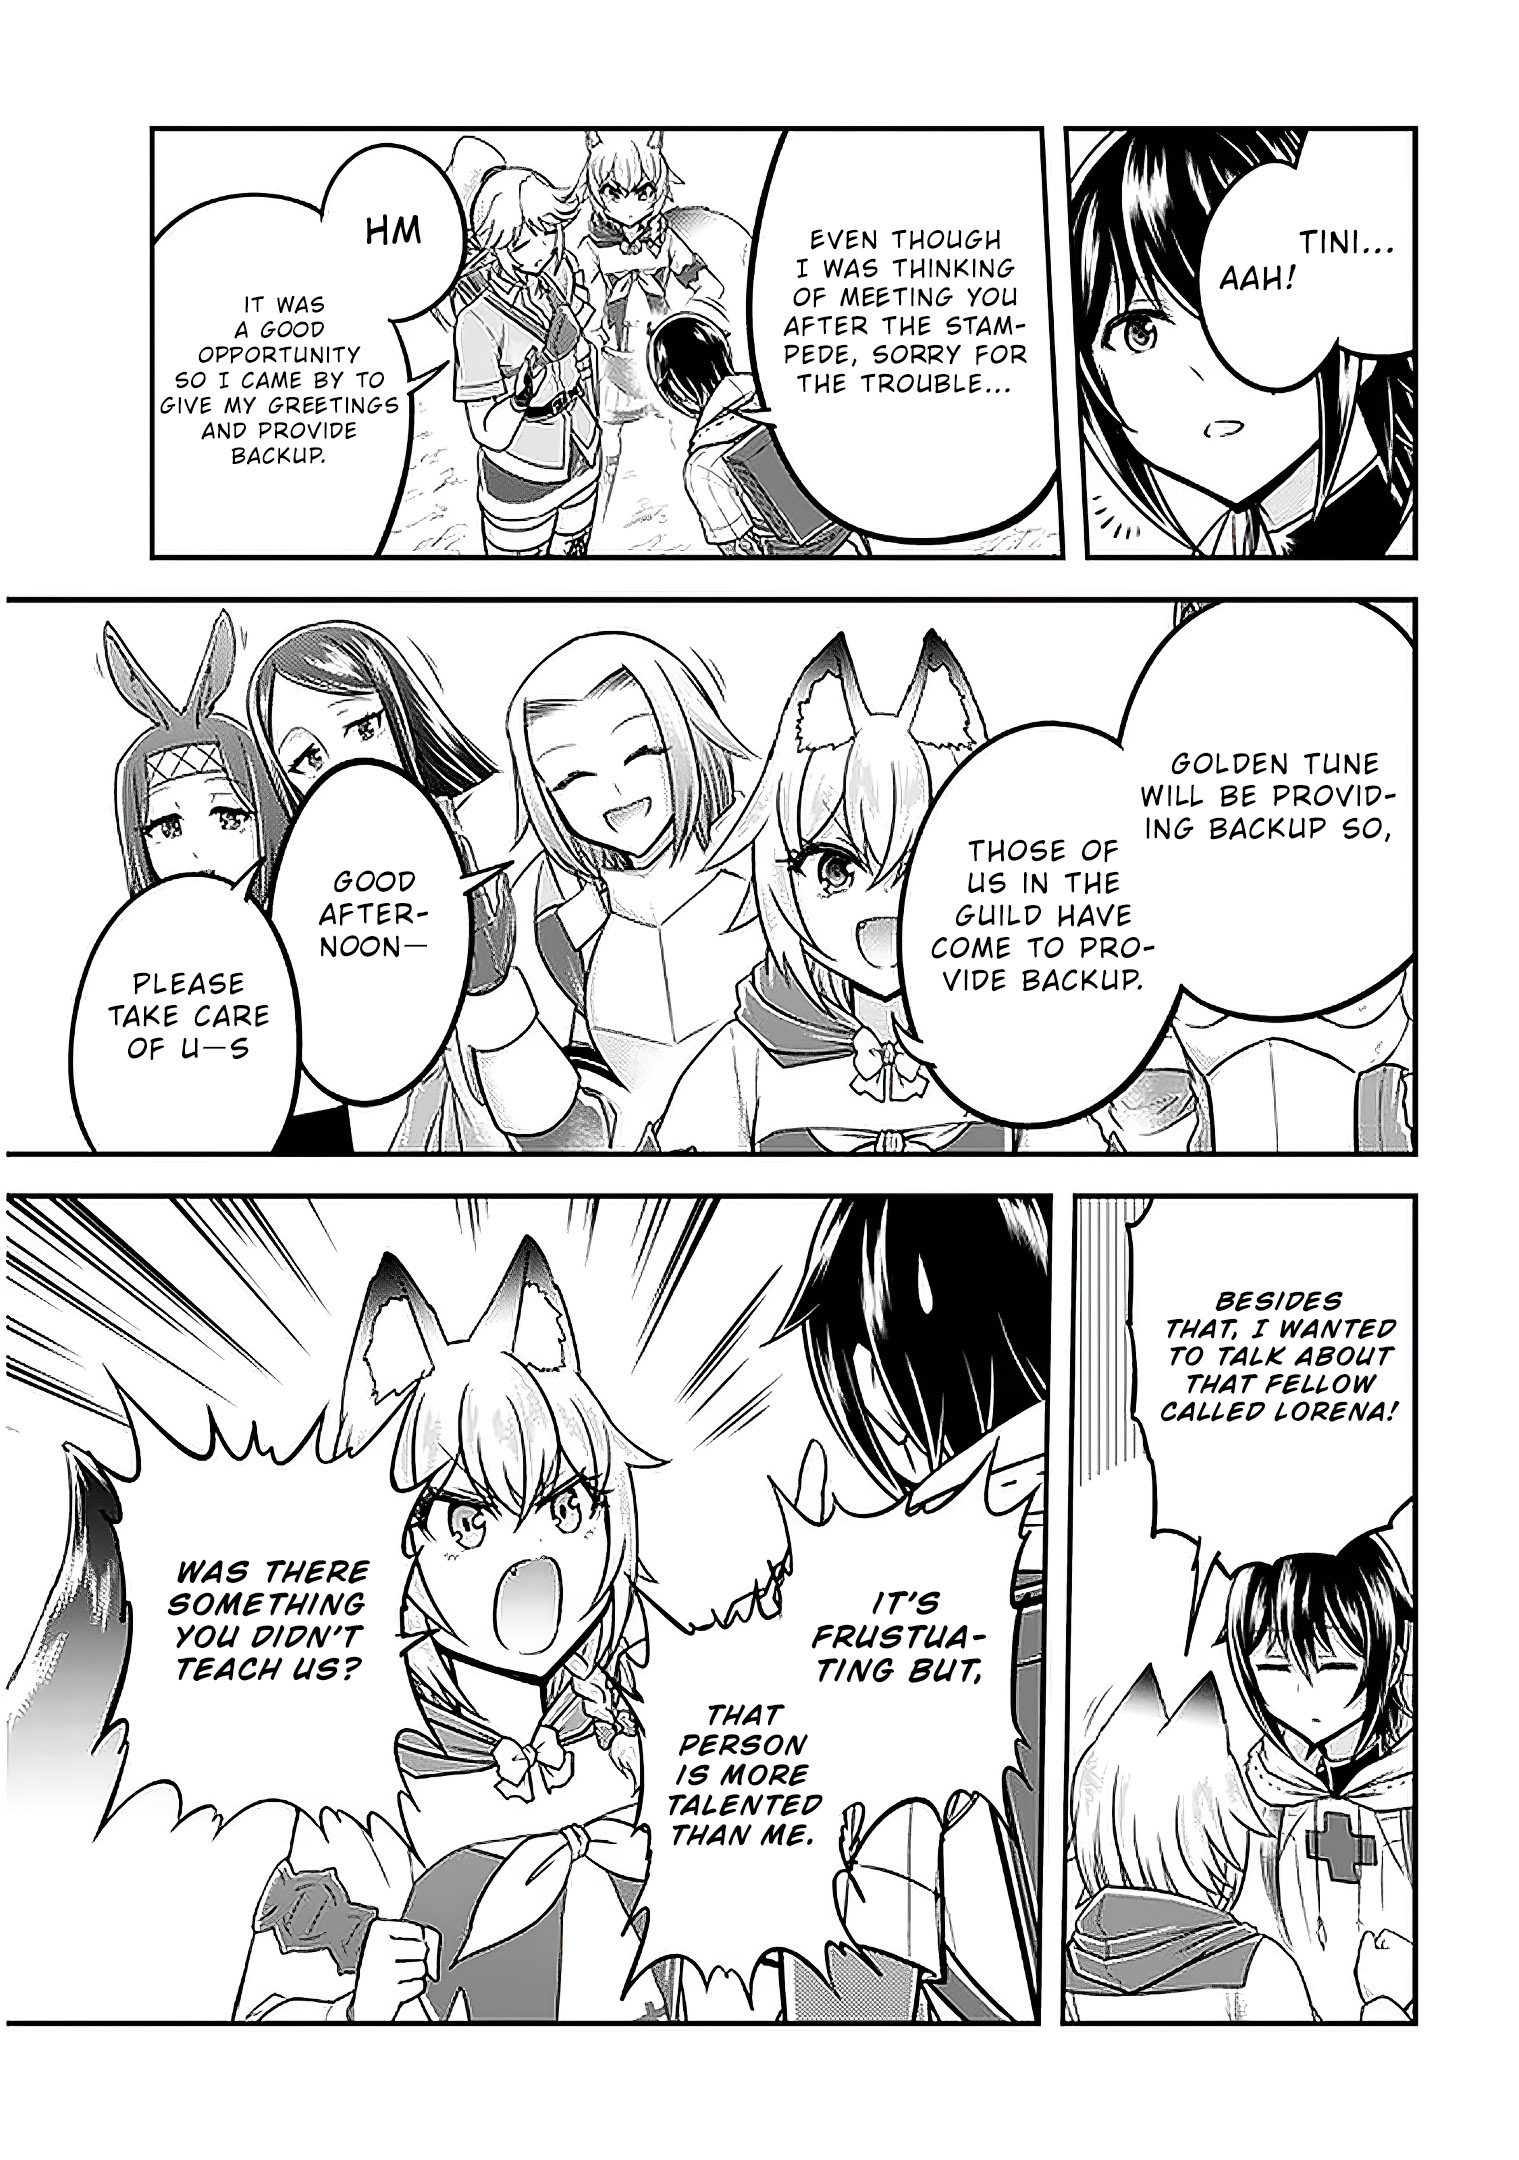 TINI...
AAH!
EVEN THOUGH
I WAS THINKING
OF MEETING YOU
AFTER THE STAM-
PEDE, SORRY FOR
THE TROUBLE...
HM
IT WAS
A GOOD
OPPORTUNITY
SO I CAME BY TO
GIVE MY GREETINGS
AND PROVIDE
BACKUP.
GOLDEN TUNE
WILL BE PROVID-
ING BACKUP SO,
THOSE OF
US IN THE
GUILD HAVE
COME TO PRO-
VIDE BACKUP.
GOOD
AFTER-
NOON—
PLEASE
TAKE CARE
OF U—S
BESIDES
THAT, I WANTED
TO TALK ABOUT
THAT FELLOW
CALLED LORENA!
IT'S
FRUSTUA-
TING BUT,
THAT
PERSON
IS MORE
TALENTED
THAN ME.
WAS THERE
SOMETHING
YOU DIDN'T
TEACH US?